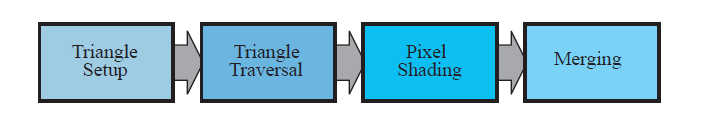 Triangle
Setup
Triangle
Traversal
Pixel
Shading
Merging